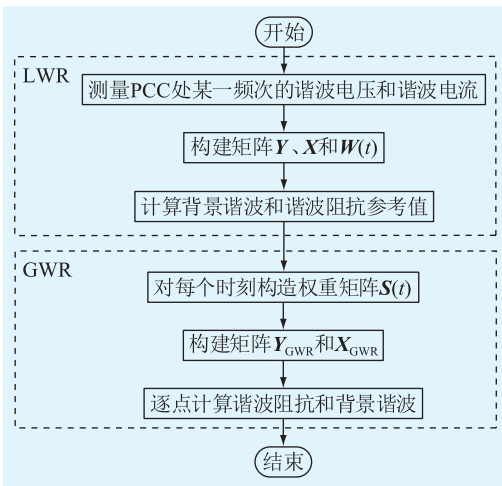 开始
LWR
测量PCC处某一频次的谐波电压和谐波电流
构建矩阵Y、X和W(t)
计算背景谐波和谐波阻抗参考值
GWR
对每个时刻构造权重矩阵S(t)
构建矩阵Y_GWR和X_GWR
逐点计算谐波阻抗和背景谐波
结束